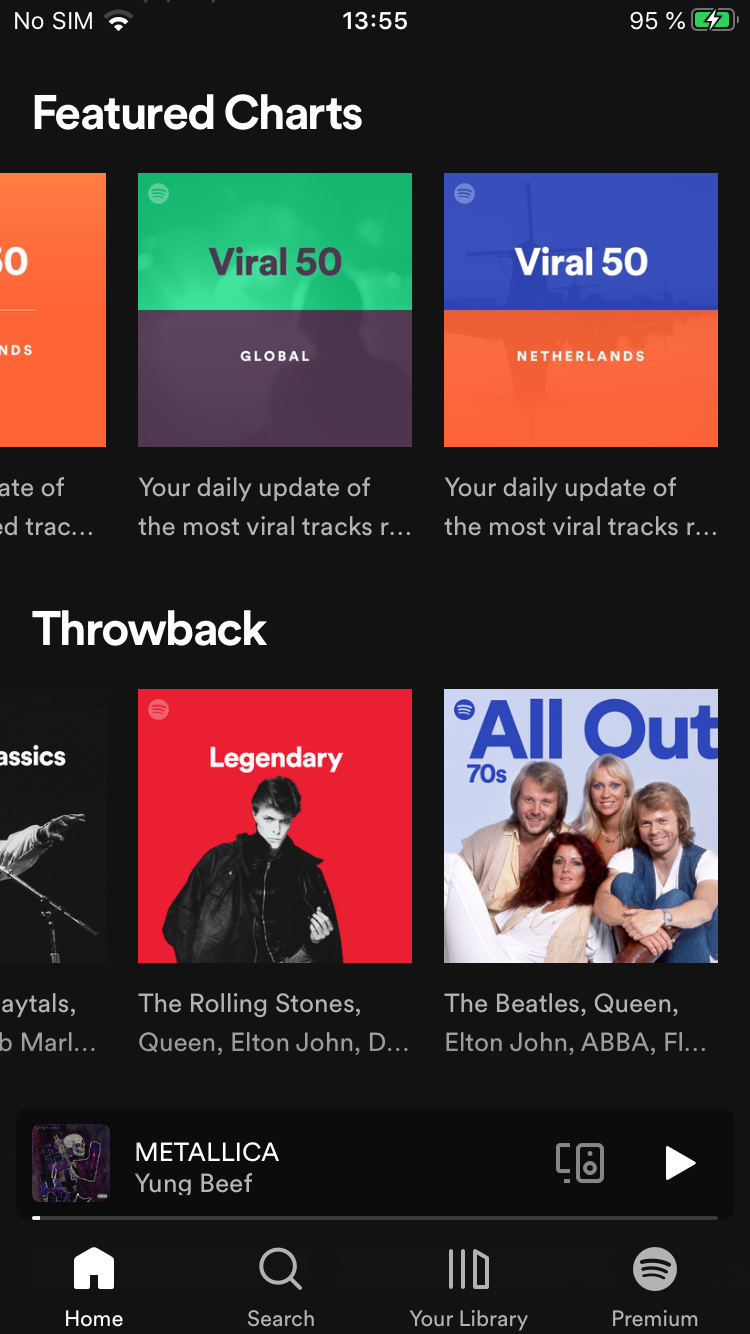 No SIM 13:55 95 %
Featured Charts
50 Viral 50 Viral 50
NDS GLOBAL NETHERLANDS
ate of Your daily update of Your daily update of
ed trac... the most viral tracks r... the most viral tracks r...
Throwback
assics Legendary All Out
70s
aytals, The Rolling Stones, The Beatles, Queen,
b Marl... Queen, Elton John, D... Elton John, ABBA, Fl...
METALLICA
Yung Beef
Home Search Your Library Premium